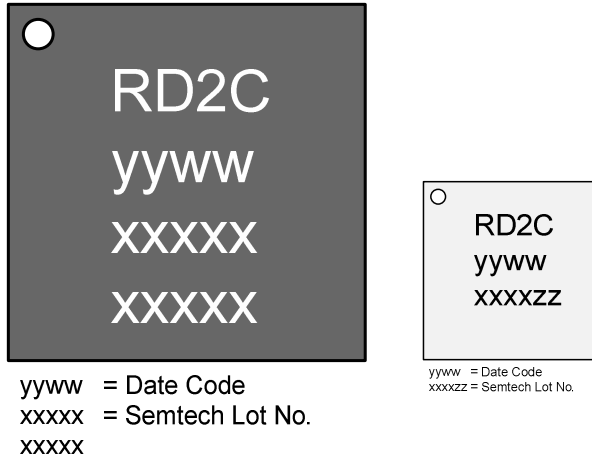 RD2C
yyww
xxxxx
xxxxx
yyww = Date Code
xxxxx = Semtech Lot No.
xxxxx
RD2C
yyww
xxxxzz
yyww = Date Code
xxxxzz = Semtech Lot No.